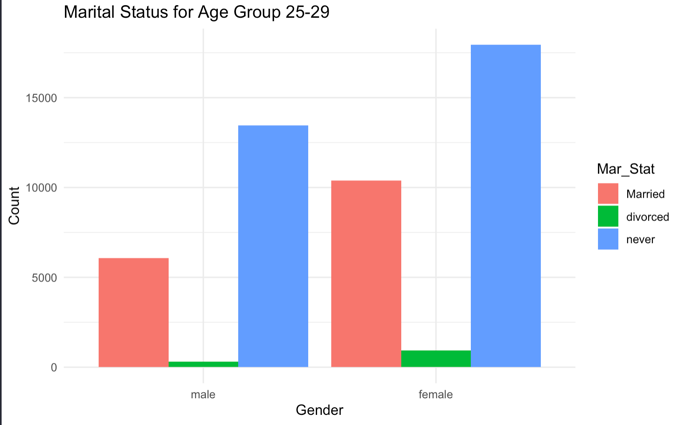 Marital Status for Age Group 25-29
15000
10000
5000
0
Count
male
female
Gender
Mar_Stat
Married
divorced
never